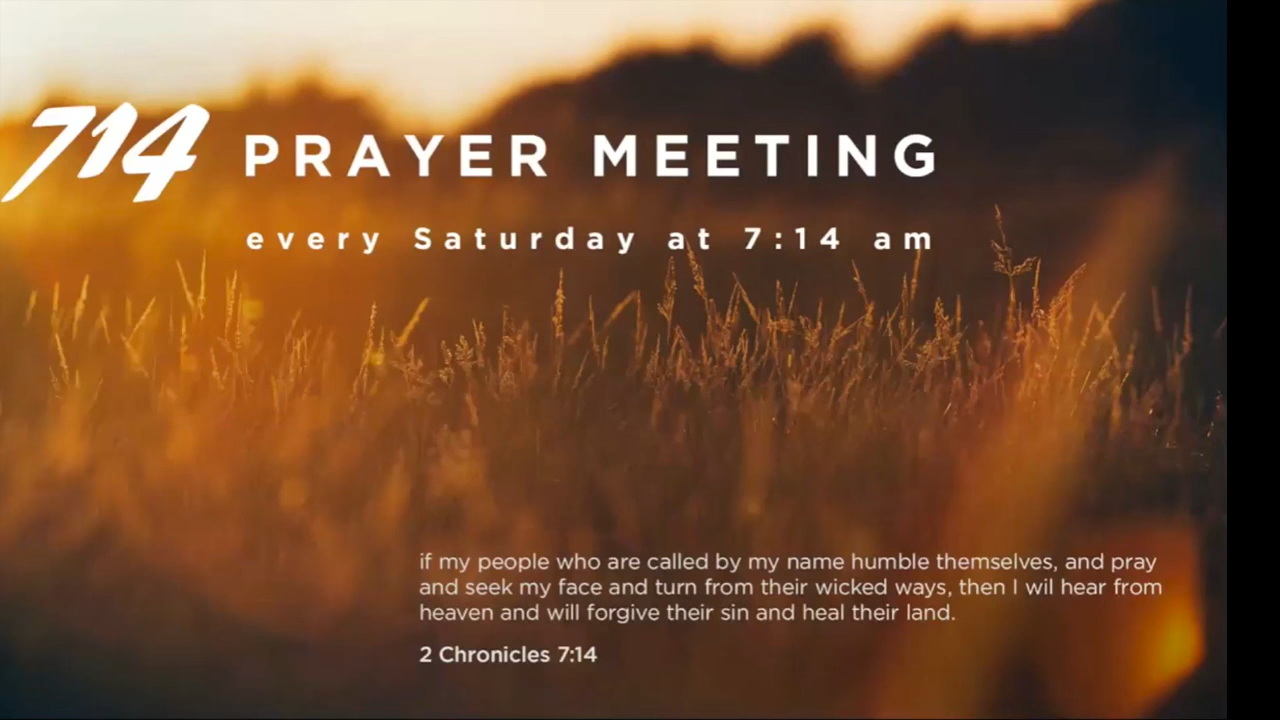 714 PRAYER MEETING
every Saturday at 7:14 am
if my people who are called by my name humble themselves, and pray
and seek my face and turn from their wicked ways, then I wil hear from
heaven and will forgive their sin and heal their land.
2 Chronicles 7:14